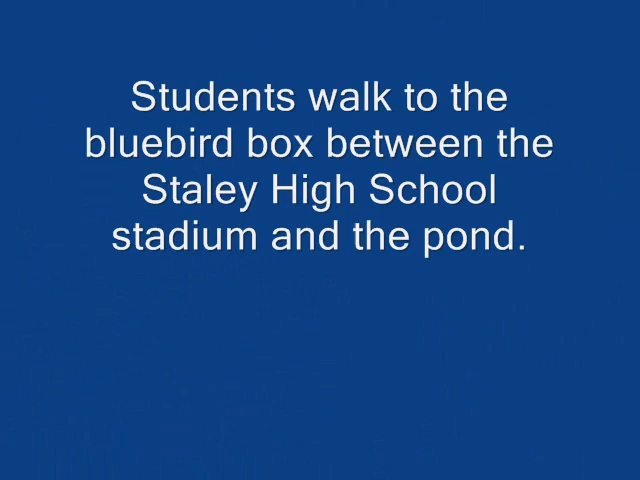 Students walk to the
bluebird box between the
Staley High School
stadium and the pond.